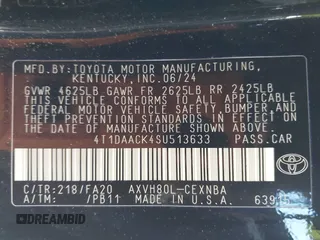 MFD.BY:TOYOTA MOTOR MANUFACTURING,
KENTUCKY, INC. 06/24
GVWR 4625LB GAWR FR 2625LB RR 2425LB
THIS VEHICLE CONFORMS TO ALL APPLICABLE
FEDERAL MOTOR VEHICLE SAFETY, BUMPER, AND
THEFT PREVENTION STANDARDS IN EFFECT ON
THE DATE OF MANUFACTURE SHOWN ABOVE.
4T1DAACK4SU513633 PASS.CAR
C/TR:218/FA20 AXVH80L-CEXNBA
A/TM: /PB11 MADE IN U.S.A.
TOYOTA
DREAMBID